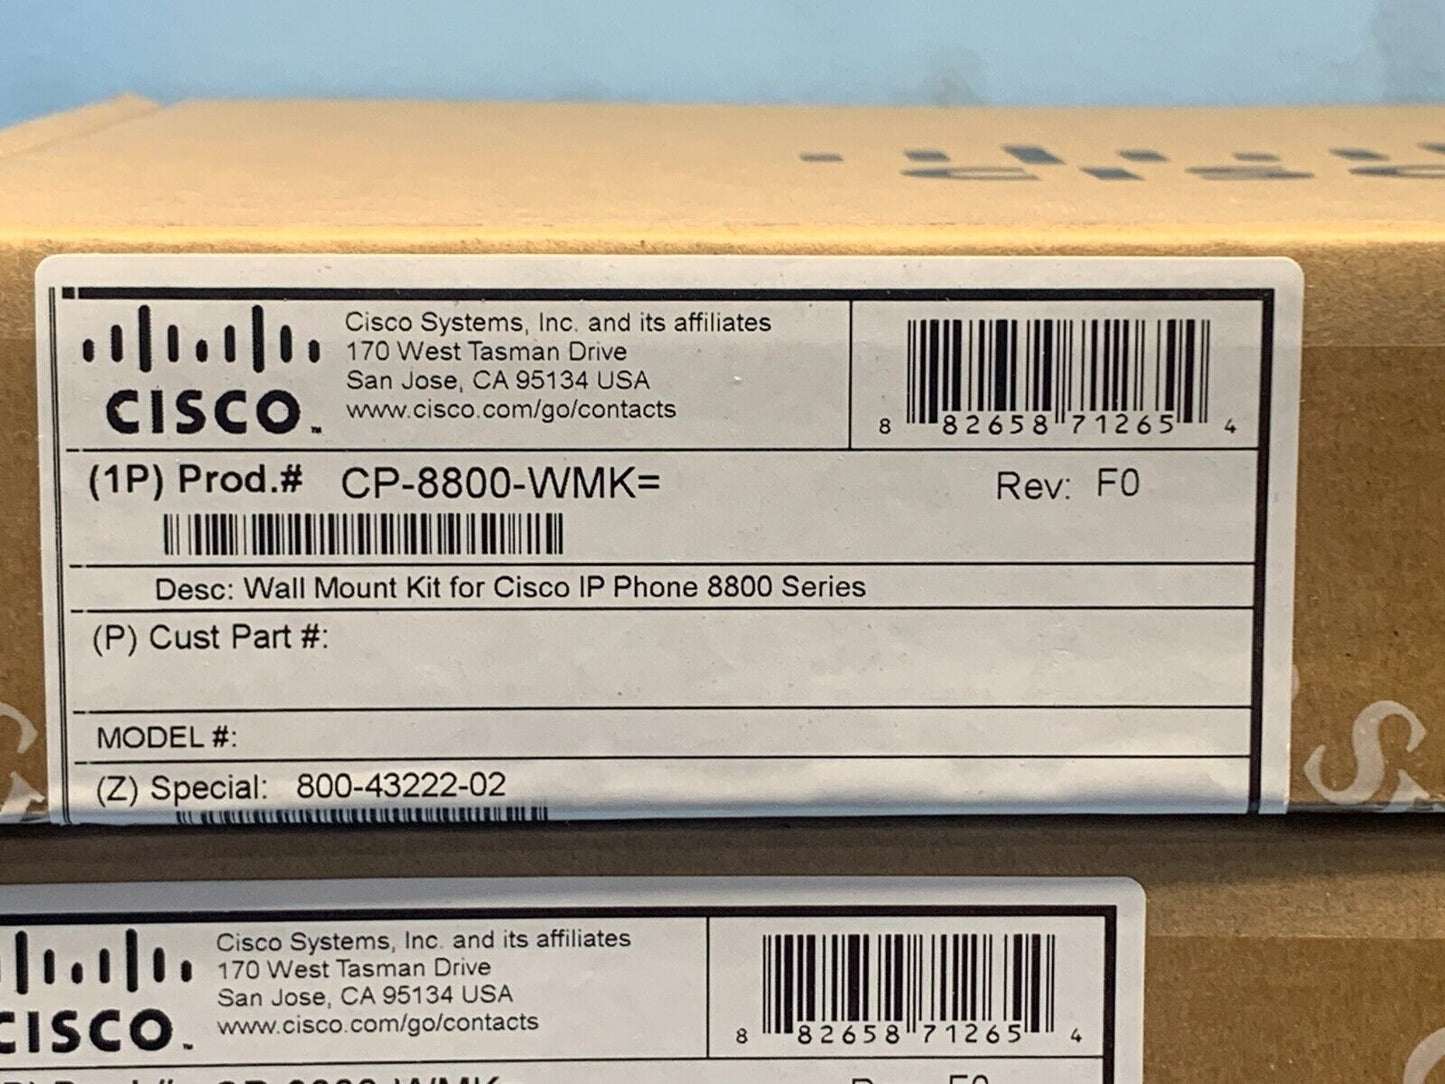 CISCO
Cisco Systems, Inc. and its affiliates
170 West Tasman Drive
San Jose, CA 95134 USA
www.cisco.com/go/contacts
8 82658 71265 4
(1P) Prod.# CP-8800-WMK=
Rev: F0
Desc: Wall Mount Kit for Cisco IP Phone 8800 Series
(P) Cust Part #:
MODEL #:
(Z) Special: 800-43222-02
CISCO
Cisco Systems, Inc. and its affiliates
170 West Tasman Drive
San Jose, CA 95134 USA
www.cisco.com/go/contacts
8 82658 71265 4